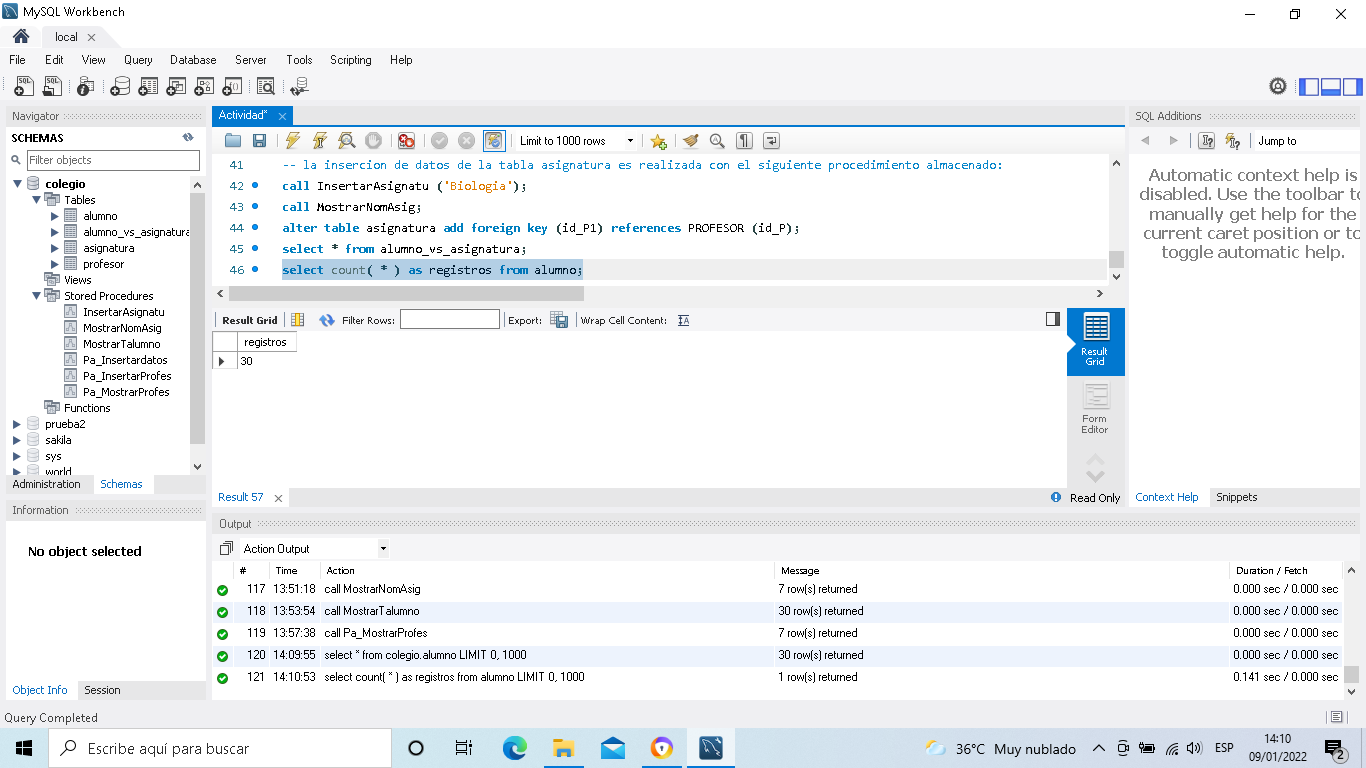 MySQL Workbench
local
File Edit View Query Database Server Tools Scripting Help
Navigator
SCHEMAS
Filter objects
colegio
Tables
alumno
alumno_vs_asignatura
asignatura
profesor
Views
Stored Procedures
InsertarAsignatu
MostrarNomAsig
MostrarTalumno
Pa_Insertardatos
Pa_InsertarProfes
Pa_MostrarProfes
Functions
prueba2
sakila
sys
world
Administration Schemas
Information
No object selected
Object Info Session
Actividad*
Limit to 1000 rows
41 -- la insercion de datos de la tabla asignatura es realizada con el siguiente procedimiento almacenado:
42 call InsertarAsignatu ('Biologia');
43 call MostrarNomAsig;
44 alter table asignatura add foreign key (id_P1) references PROFESOR (id_P);
45 select * from alumno_vs_asignatura;
46 select count( * ) as registros from alumno;
Result Grid Filter Rows: Export: Wrap Cell Content:
registros
30
Result Grid
Form Editor
Result 57
Read Only
SQL Additions
Jump to
Automatic context help is
disabled. Use the toolbar to
manually get help for the
current caret position or to
toggle automatic help.
Context Help Snippets
Output
Action Output
# Time Action Message Duration / Fetch
117 13:51:18 call MostrarNomAsig 7 row(s) returned 0.000 sec / 0.000 sec
118 13:53:54 call MostrarTalumno 30 row(s) returned 0.000 sec / 0.000 sec
119 13:57:38 call Pa_MostrarProfes 7 row(s) returned 0.000 sec / 0.000 sec
120 14:09:55 select * from colegio.alumno LIMIT 0, 1000 30 row(s) returned 0.000 sec / 0.000 sec
121 14:10:53 select count( * ) as registros from alumno LIMIT 0, 1000 1 row(s) returned 0.141 sec / 0.000 sec
Query Completed
Escribe aquí para buscar
36°C Muy nublado
ESP
14:10
09/01/2022
2